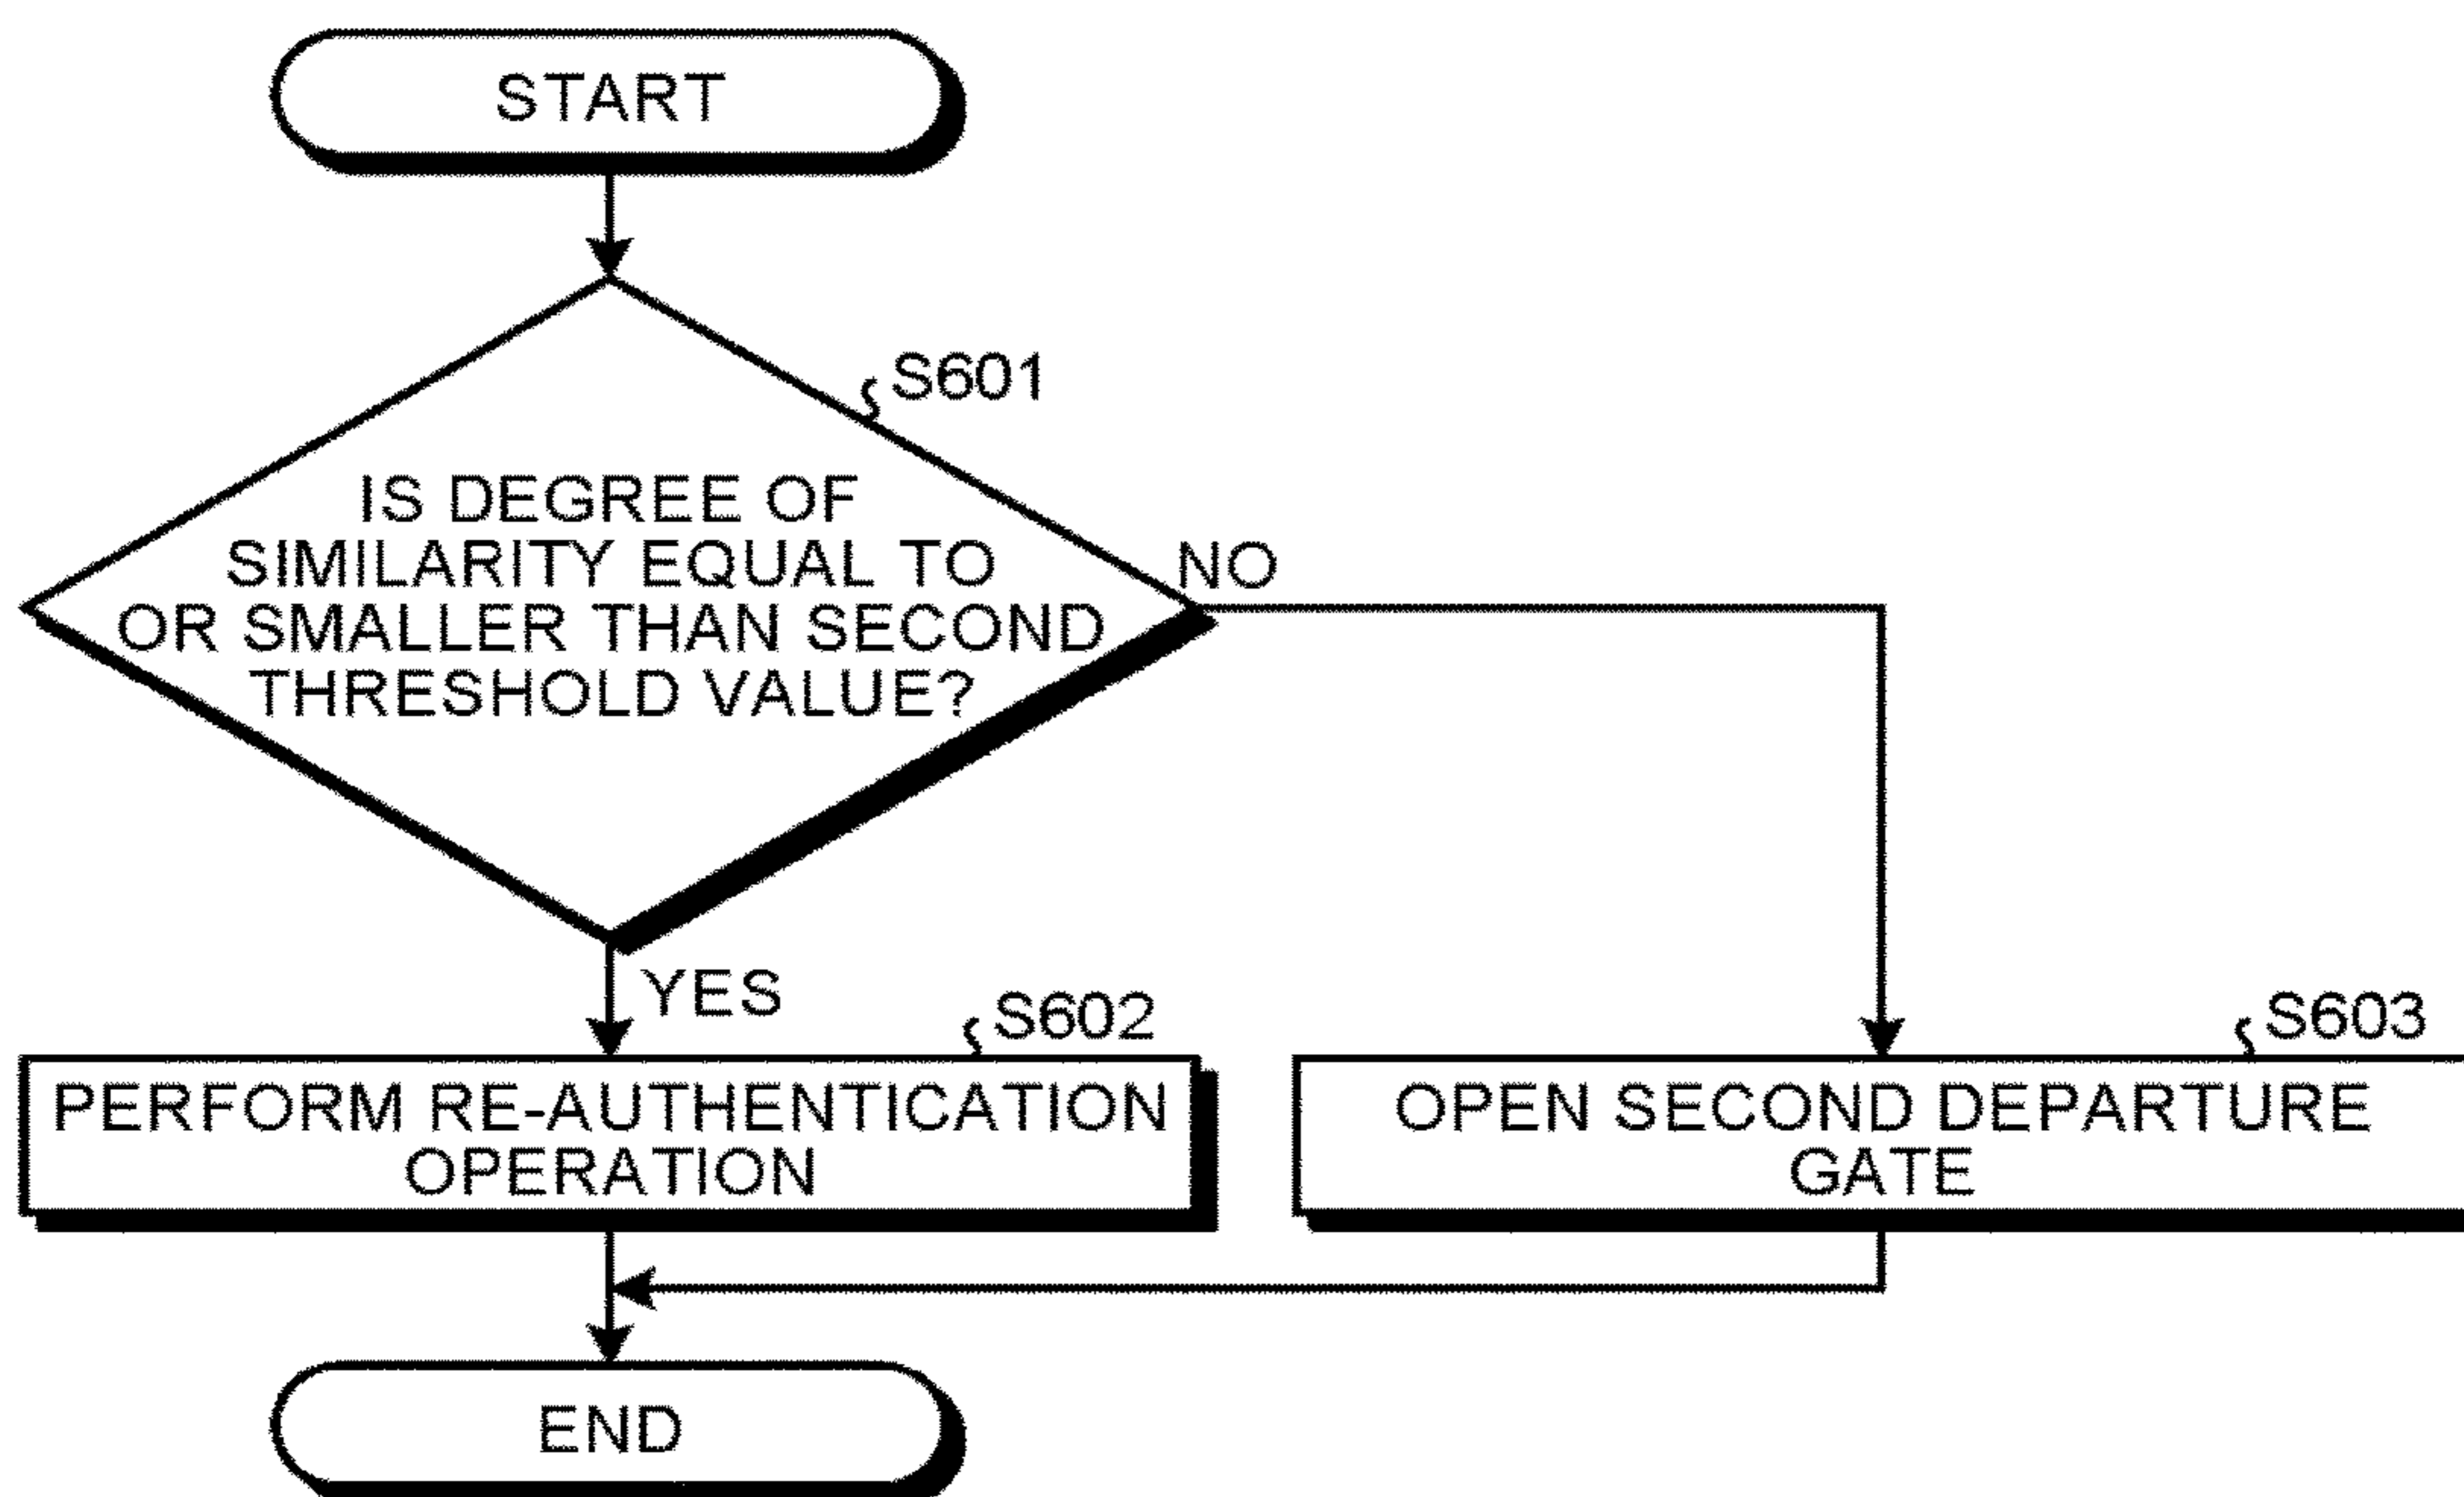 START
S601
IS DEGREE OF
SIMILARITY EQUAL TO
OR SMALLER THAN SECOND
THRESHOLD VALUE?
NO
YES
S602
PERFORM RE-AUTHENTICATION
OPERATION
S603
OPEN SECOND DEPARTURE
GATE
END